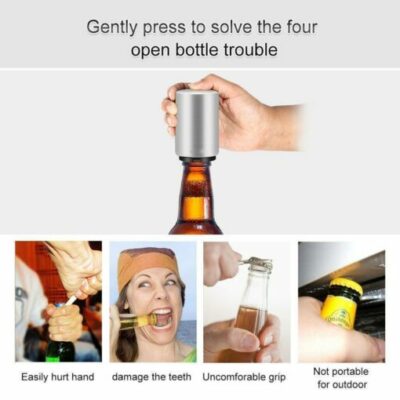 Gently press to solve the four
open bottle trouble
Easily hurt hand
damage the teeth
Uncomforable grip
Not portable
for outdoor